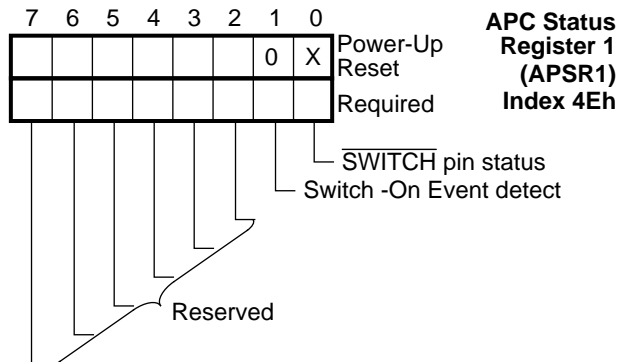 7 6 5 4 3 2 1 0
APC Status
Register 1
(APSR1)
Index 4Eh
0 X
Power-Up
Reset
Required
SWITCH pin status
Switch -On Event detect
Reserved